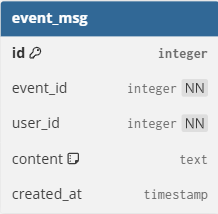 event_msg
id integer
event_id integer NN
user_id integer NN
content text
created_at timestamp